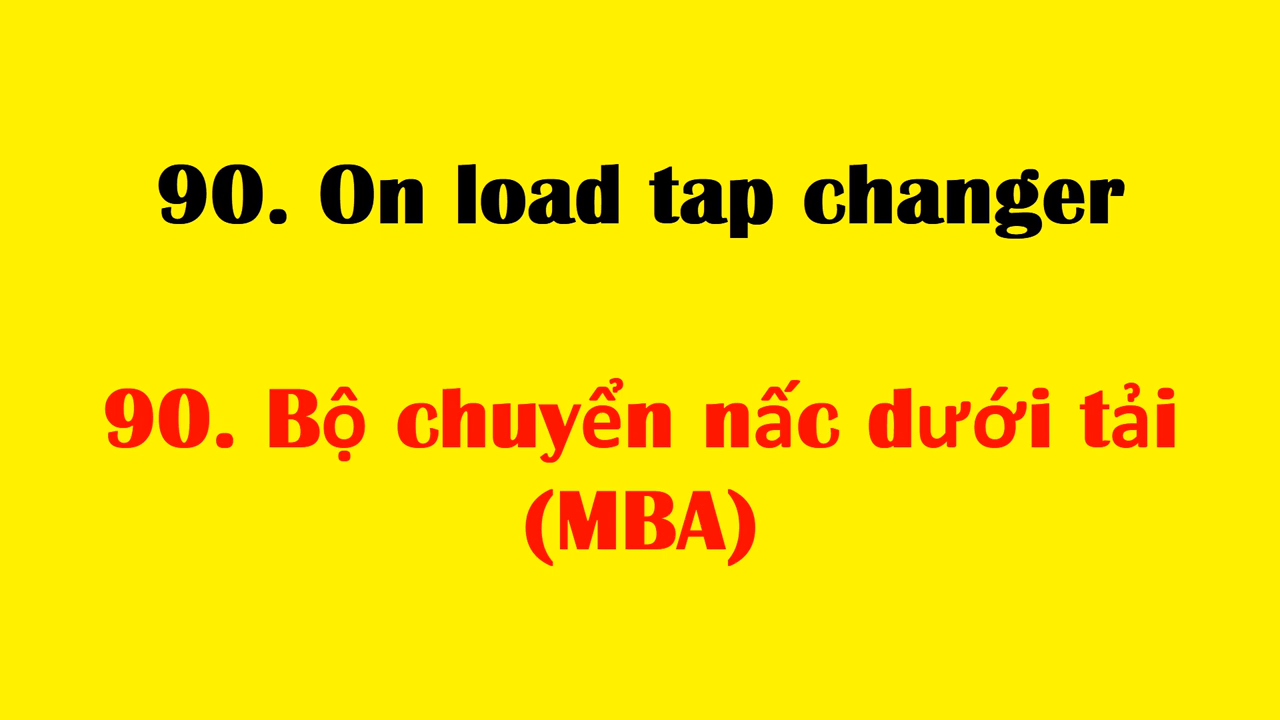 90. On load tap changer
90. Bộ chuyển nấc dưới tải
(MBA)